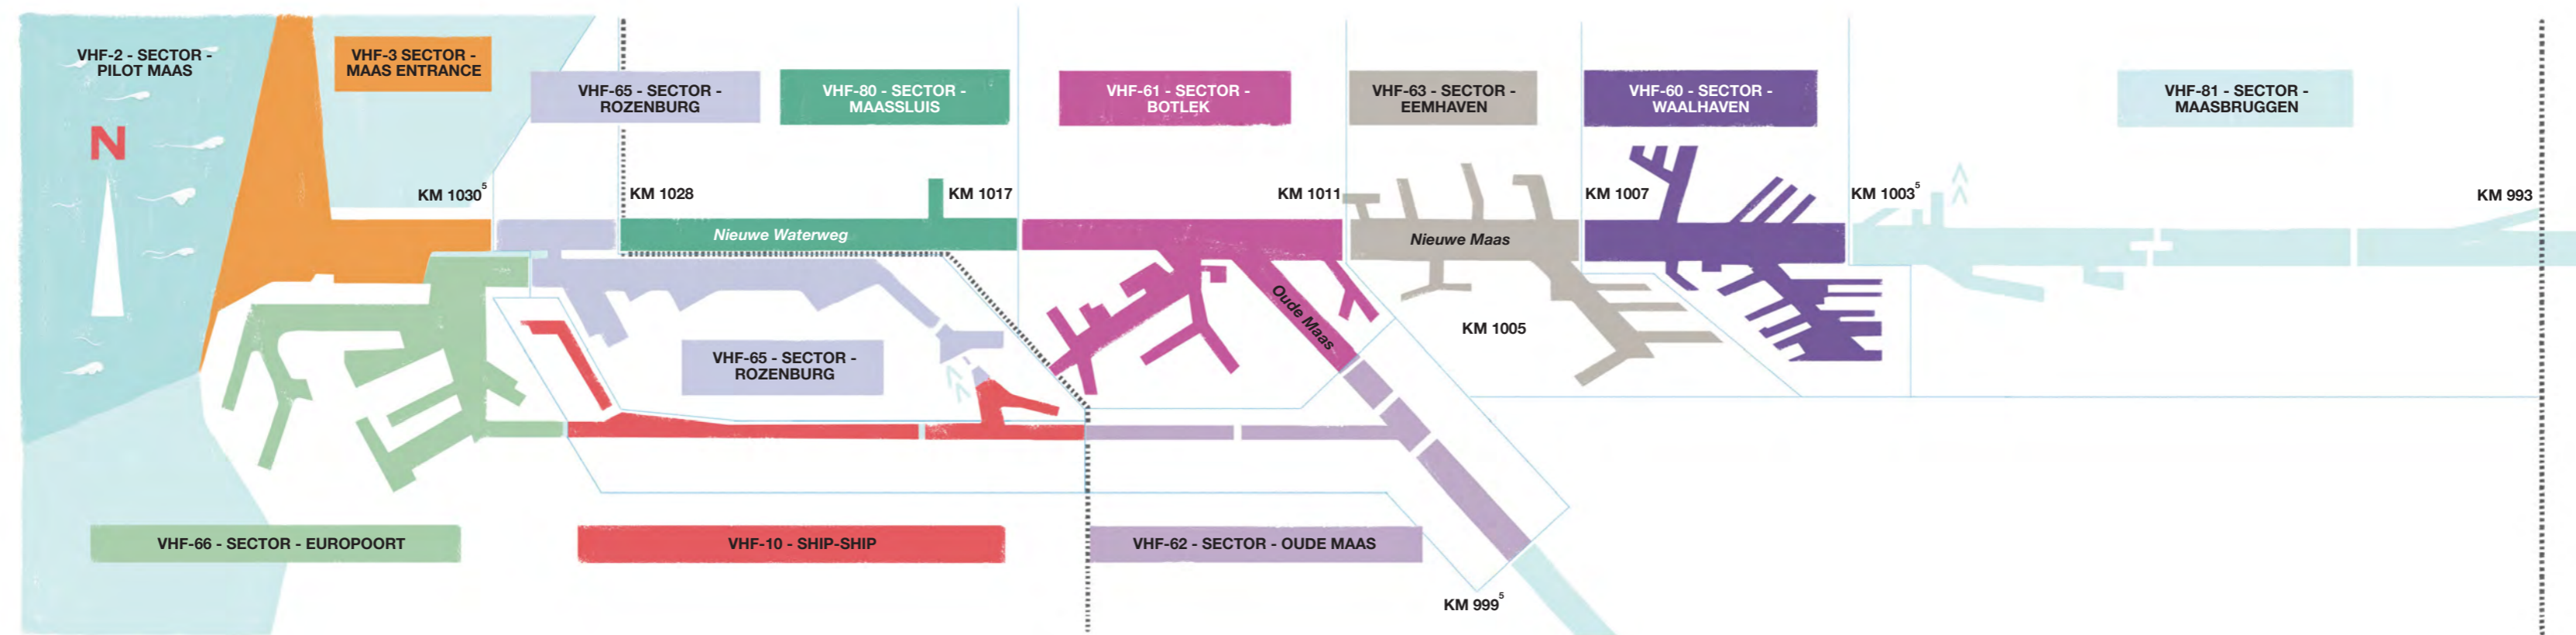 VHF-2 - SECTOR -
PILOT MAAS
VHF-3 SECTOR -
MAAS ENTRANCE
VHF-65 - SECTOR -
ROZENBURG
VHF-80 - SECTOR -
MAASSLUIS
VHF-61 - SECTOR -
BOTLEK
VHF-63 - SECTOR -
EEMHAVEN
VHF-60 - SECTOR -
WAALHAVEN
VHF-81 - SECTOR -
MAASBRUGGEN
N
KM 1030⁵
KM 1028
KM 1017
KM 1011
KM 1007
KM 1003⁵
KM 993
Nieuwe Waterweg
Nieuwe Maas
Oude Maas
KM 1005
VHF-65 - SECTOR -
ROZENBURG
VHF-66 - SECTOR - EUROPOORT
VHF-10 - SHIP-SHIP
VHF-62 - SECTOR - OUDE MAAS
KM 999⁵